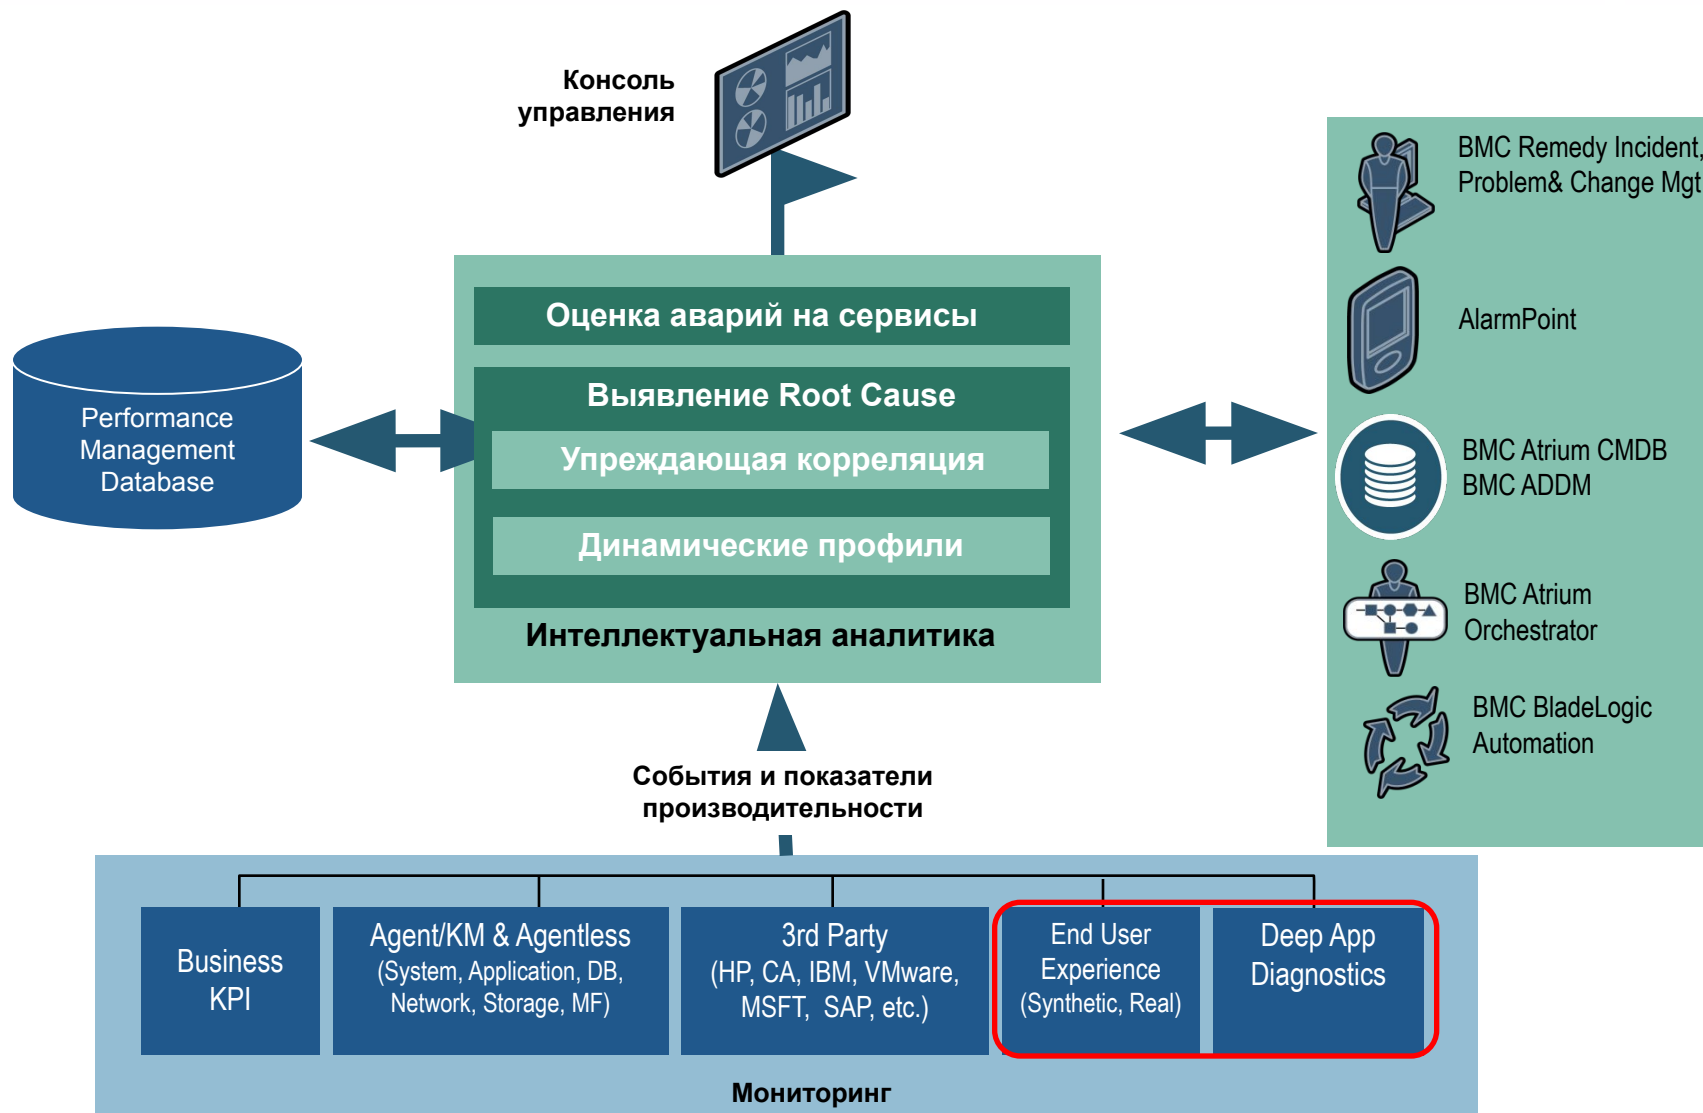 Консоль
управления
BMC Remedy Incident,
Problem& Change Mgt
AlarmPoint
BMC Atrium CMDB
BMC ADDM
BMC Atrium
Orchestrator
BMC BladeLogic
Automation
Оценка аварий на сервисы
Выявление Root Cause
Упреждающая корреляция
Динамические профили
Интеллектуальная аналитика
Performance
Management
Database
События и показатели
производительности
Business
KPI
Agent/KM & Agentless
(System, Application, DB,
Network, Storage, MF)
3rd Party
(HP, CA, IBM, VMware,
MSFT, SAP, etc.)
End User
Experience
(Synthetic, Real)
Deep App
Diagnostics
Мониторинг